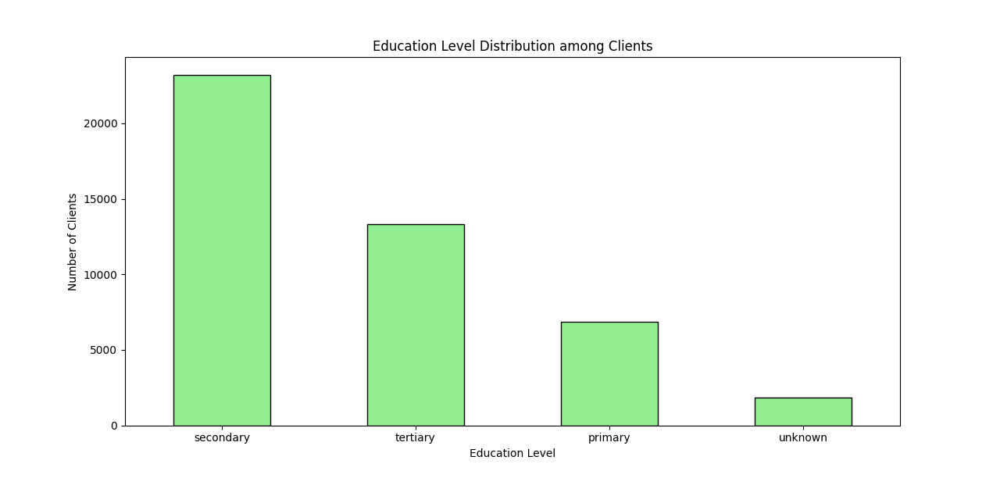 Education Level Distribution among Clients
Number of Clients
20000
15000
10000
5000
0
secondary
tertiary
primary
unknown
Education Level